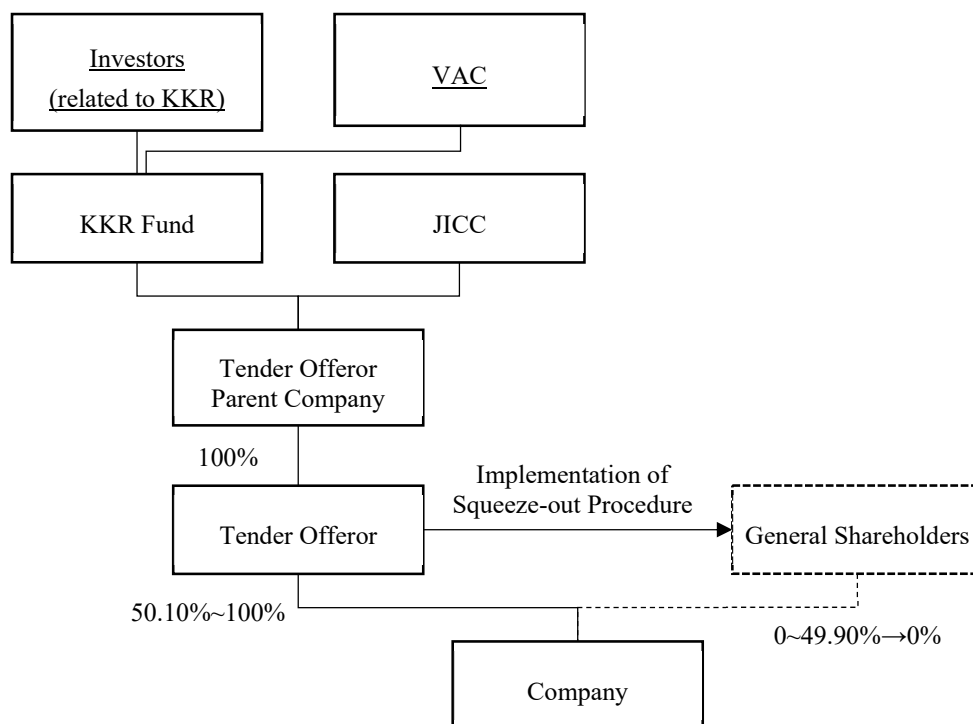 Investors
(related to KKR)
VAC
KKR Fund
JICC
Tender Offeror
Parent Company
100%
Implementation of
Squeeze-out Procedure
Tender Offeror
General Shareholders
50.10%~100%
0~49.90%→0%
Company